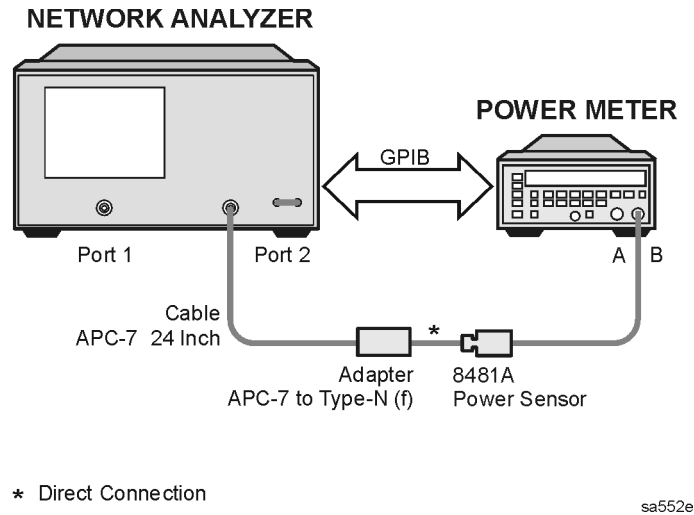 NETWORK ANALYZER
POWER METER
GPIB
Port 1
Port 2
A B
Cable
APC-7 24 Inch
*
Adapter
APC-7 to Type-N (f)
8481A
Power Sensor
* Direct Connection
sa552e